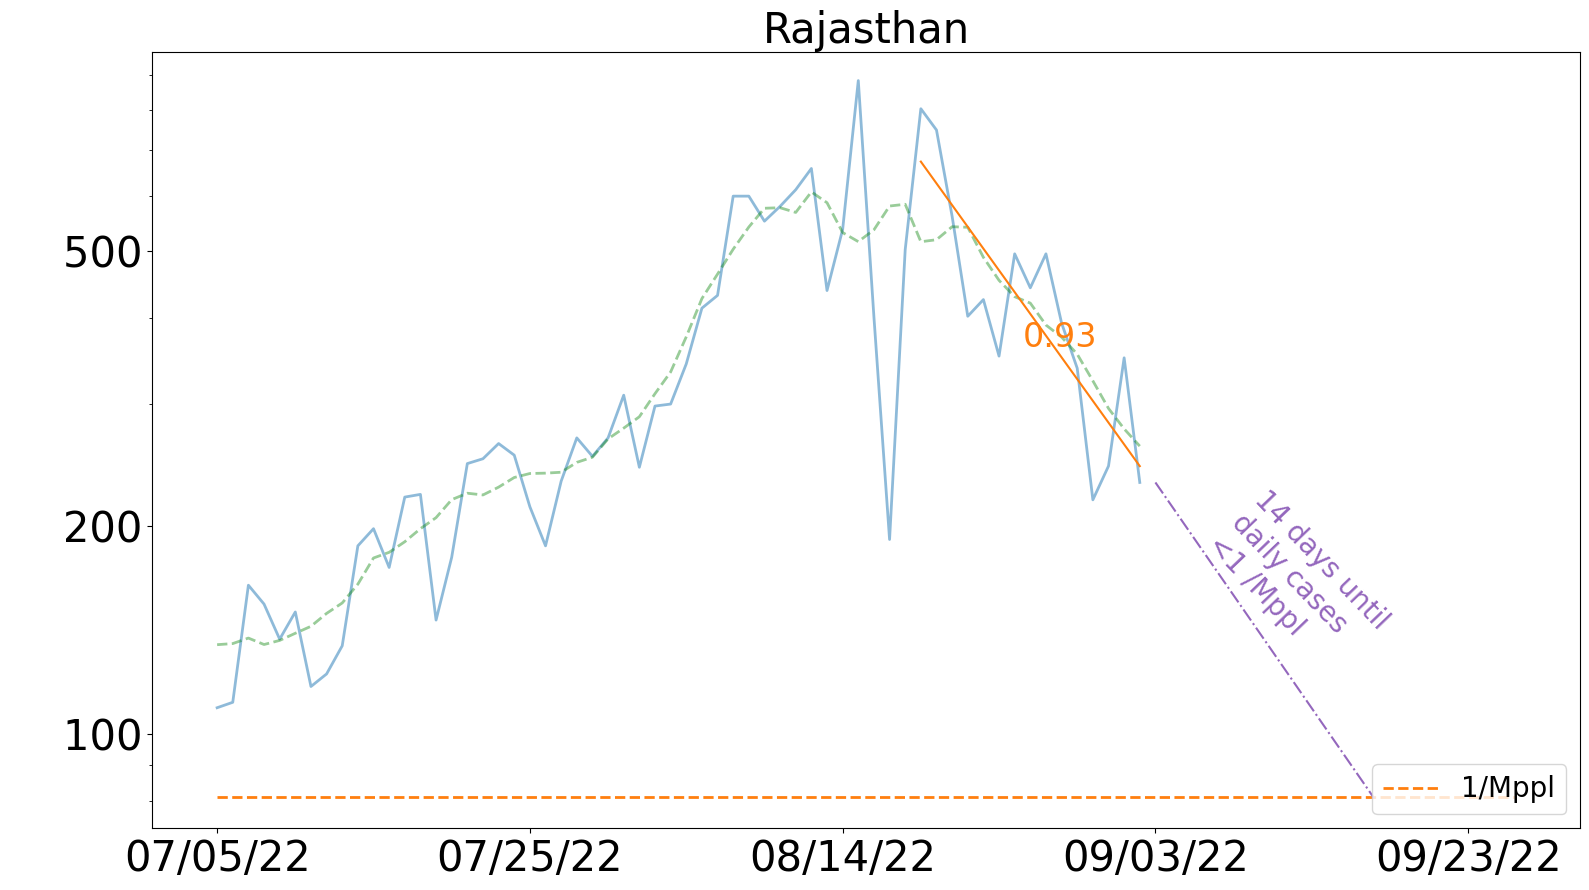 Rajasthan
500
200
100
0.93
14 days until
daily cases
<1 /Mppl
1/Mppl
07/05/22
07/25/22
08/14/22
09/03/22
09/23/22